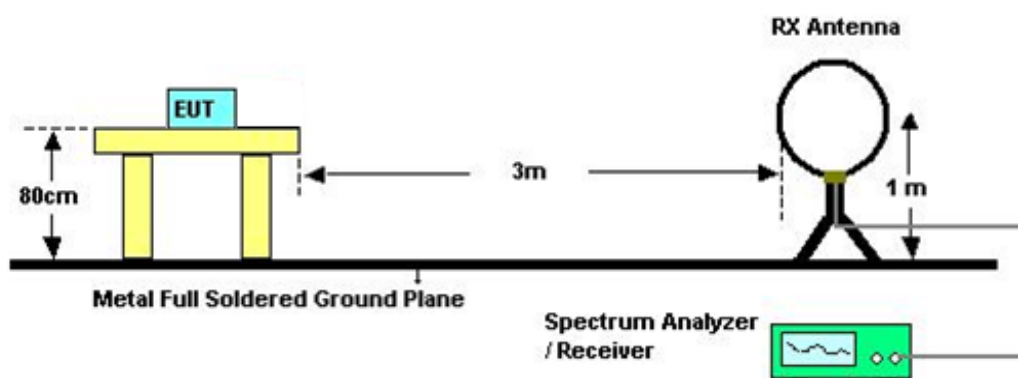 RX Antenna
EUT
80cm
3m
1 m
Metal Full Soldered Ground Plane
Spectrum Analyzer
/ Receiver